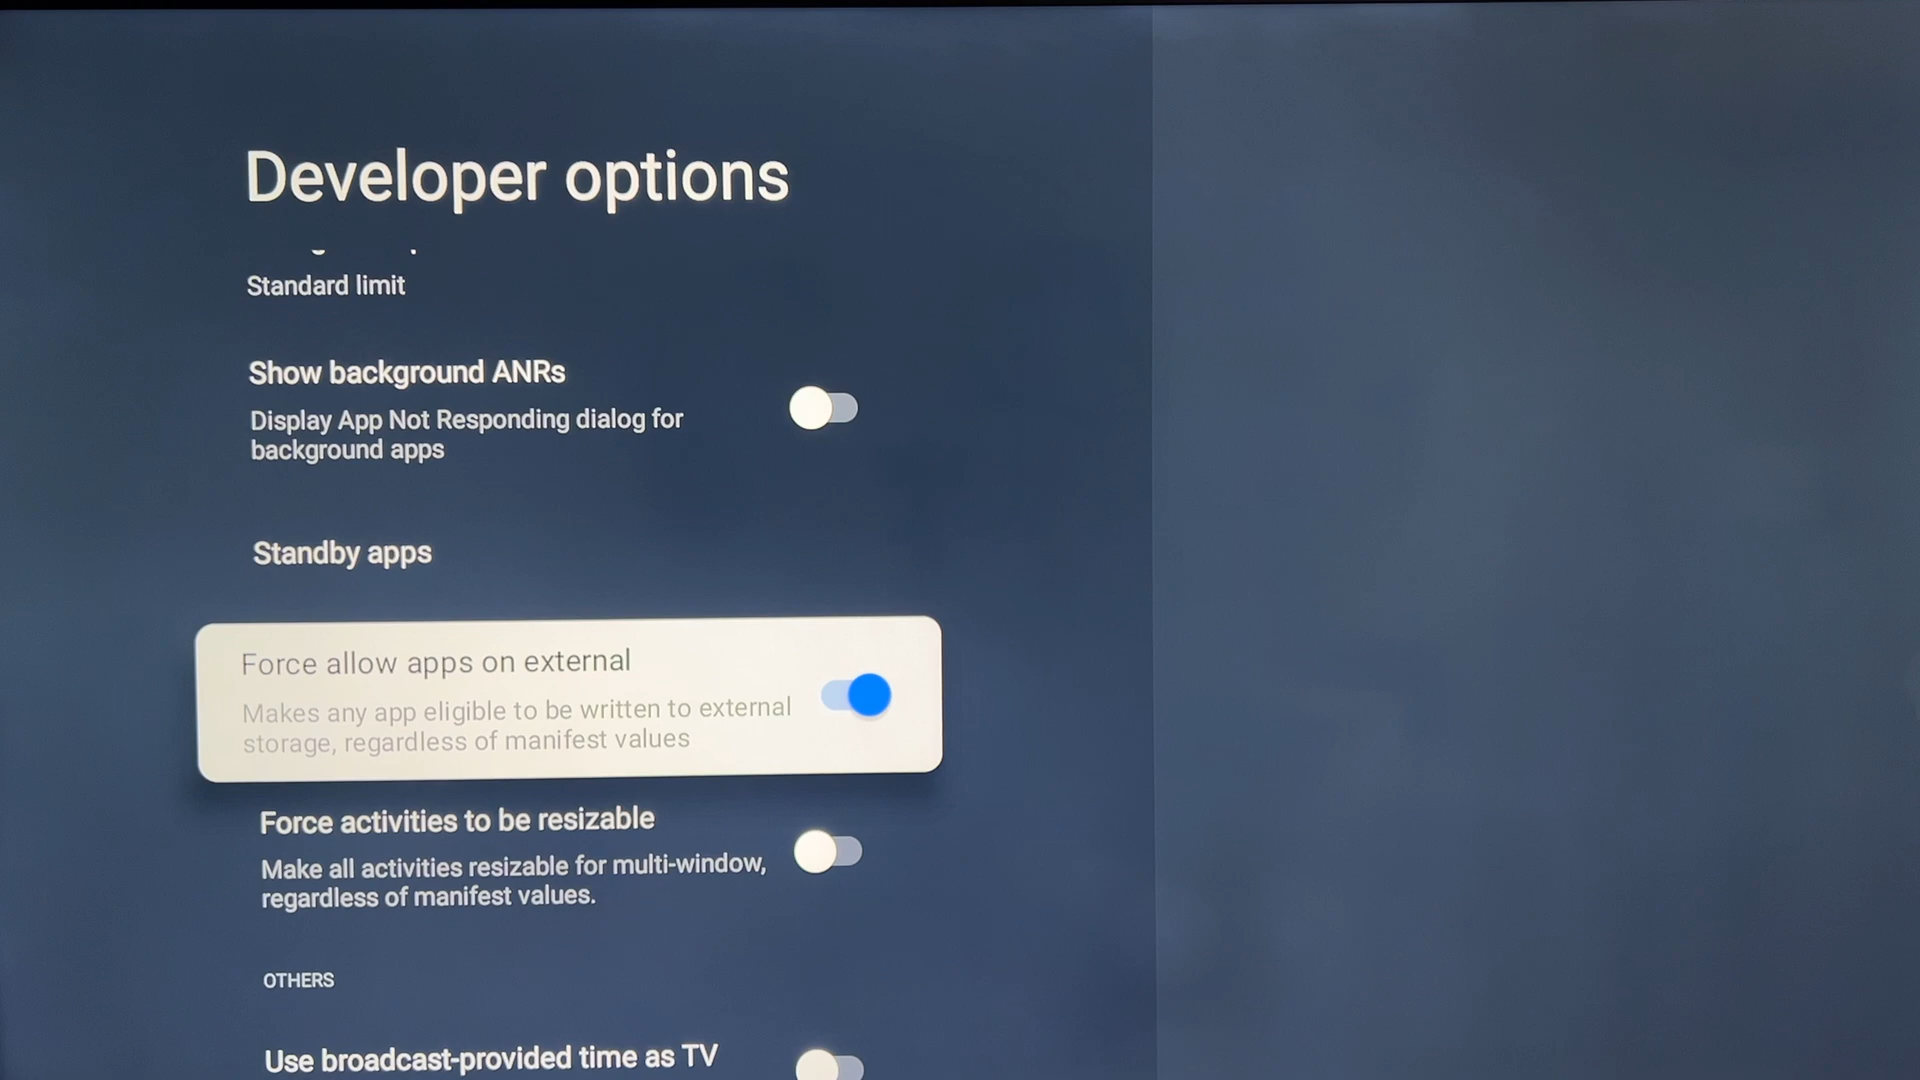 Developer options
Standard limit
Show background ANRs
Display App Not Responding dialog for
background apps
Standby apps
Force allow apps on external
Makes any app eligible to be written to external
storage, regardless of manifest values
Force activities to be resizable
Make all activities resizable for multi-window,
regardless of manifest values.
OTHERS
Use broadcast-provided time as TV